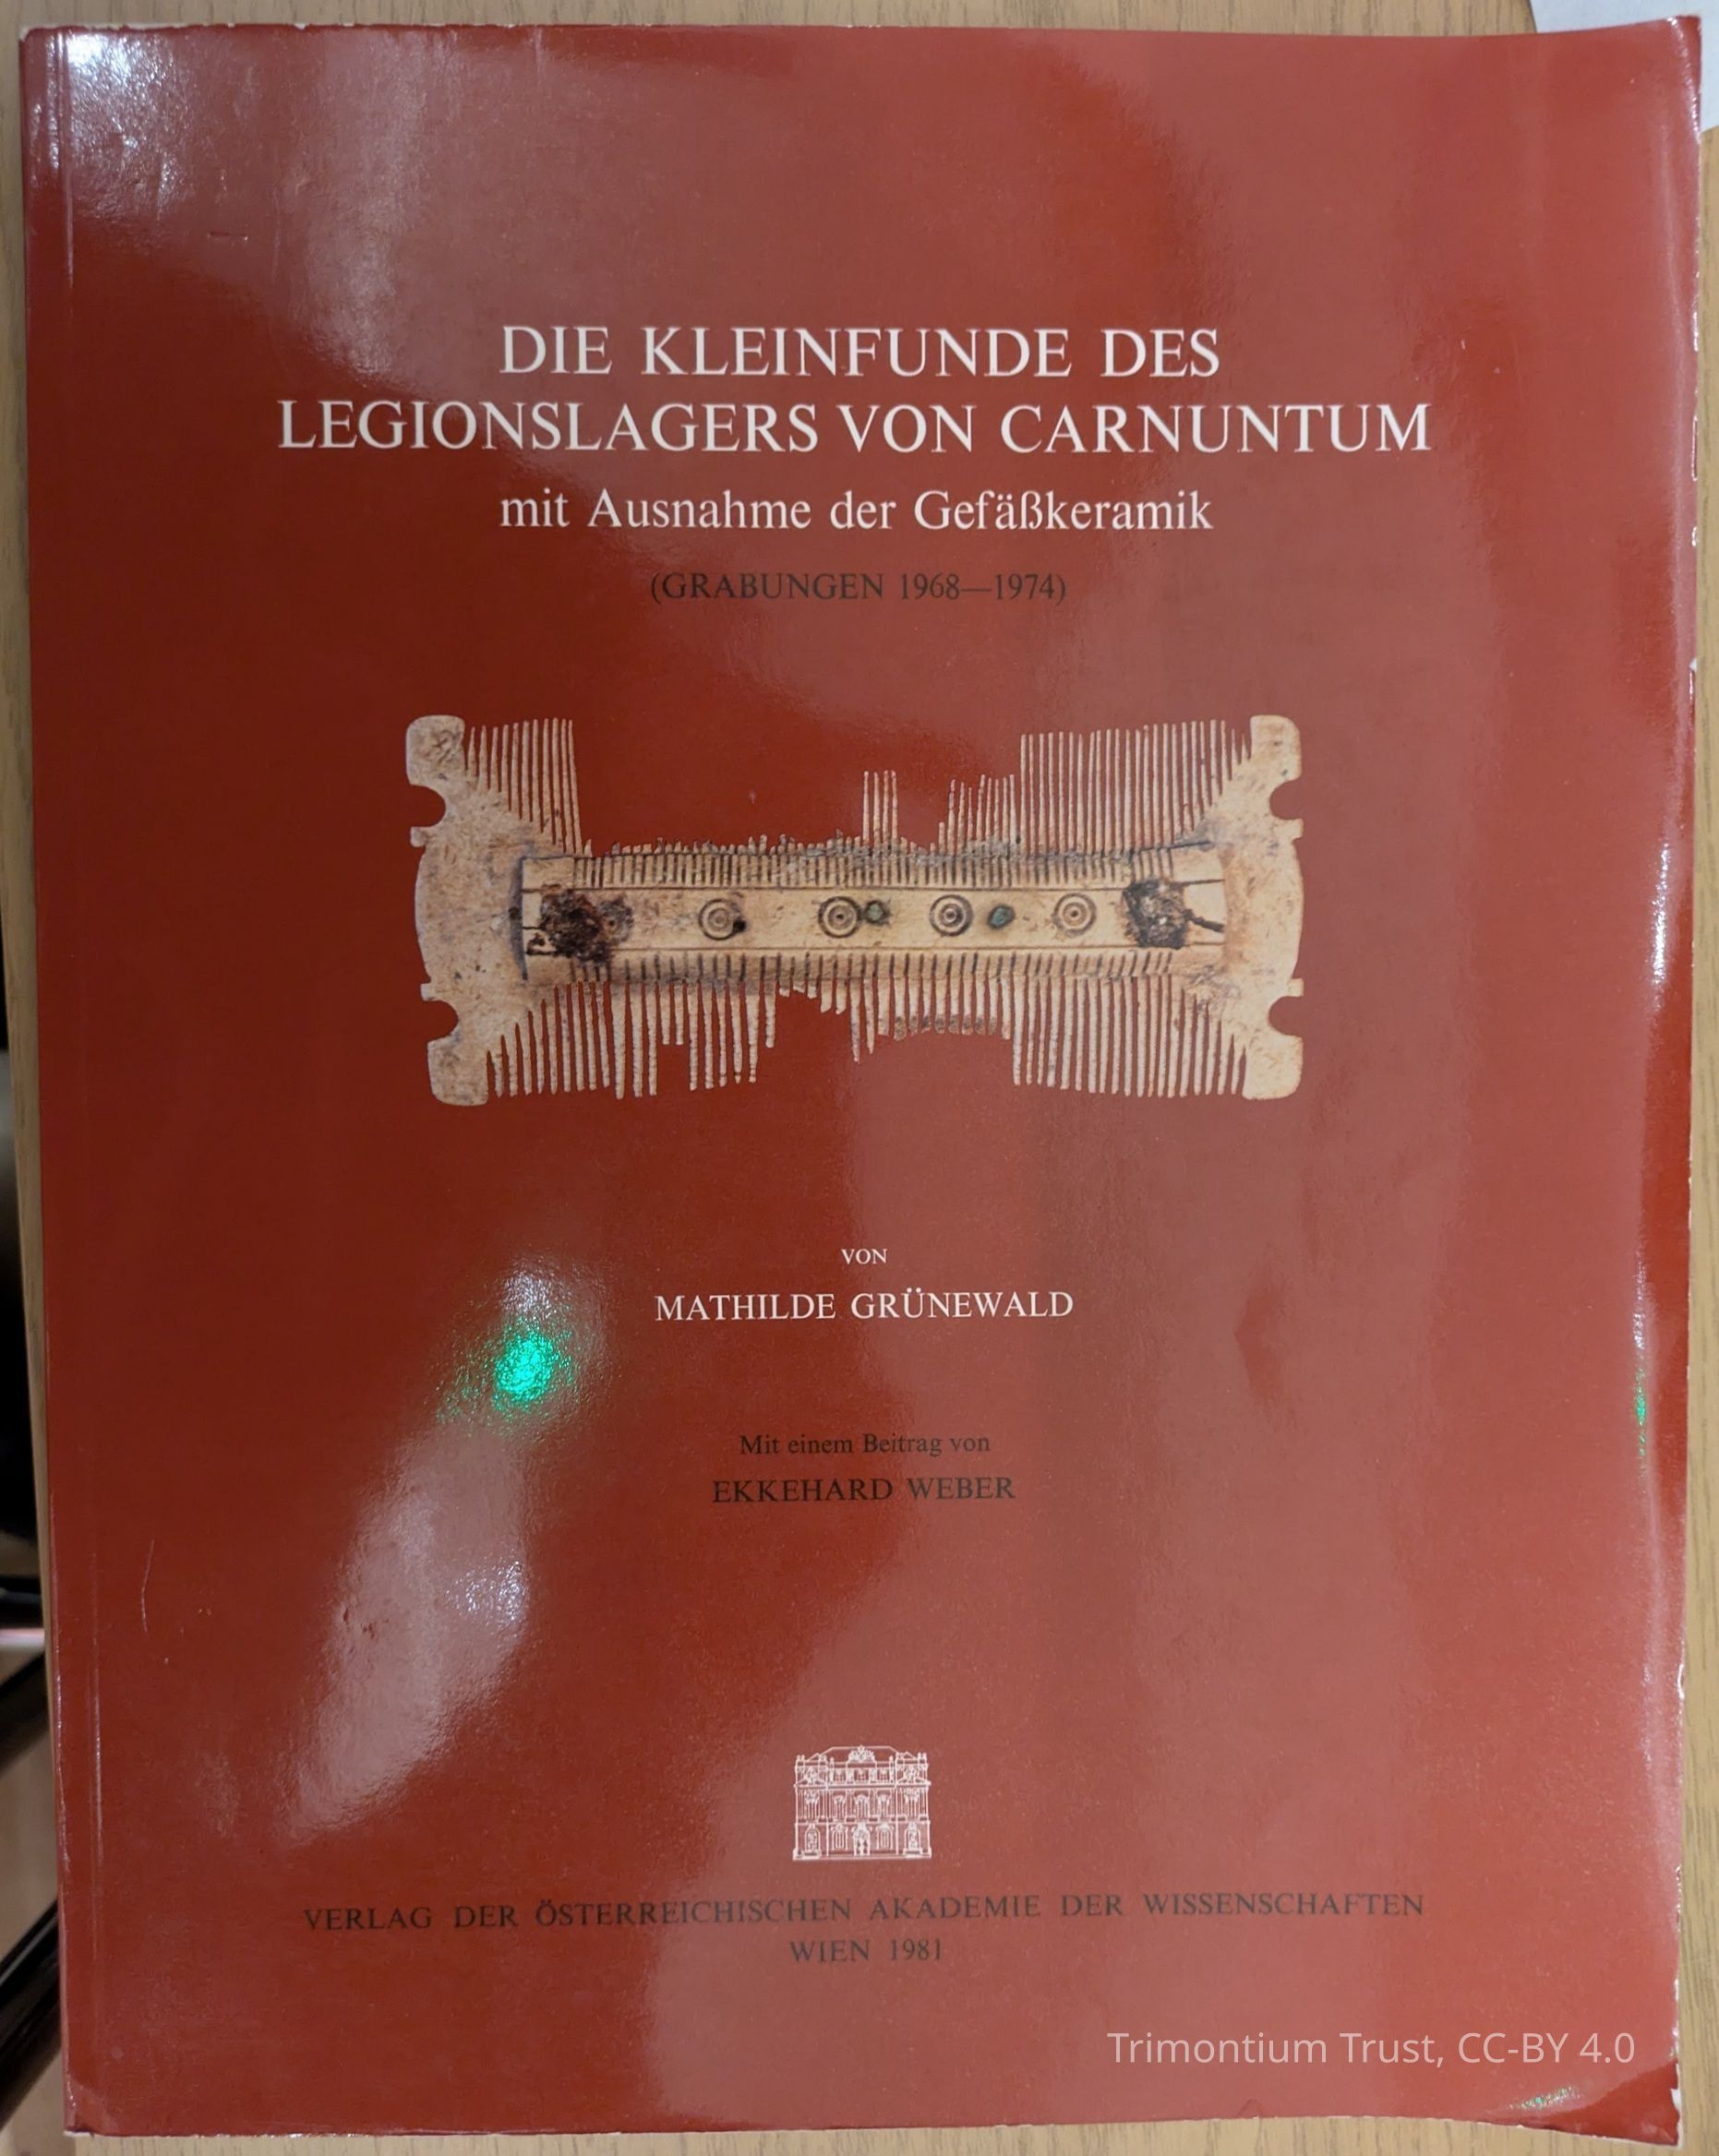 DIE KLEINFUNDE DES
LEGIONSLAGERS VON CARNUNTUM
mit Ausnahme der Gefäßkeramik
(GRABUNGEN 1968—1974)
VON
MATHILDE GRÜNEWALD
Mit einem Beitrag von
EKKEHARD WEBER
VERLAG DER ÖSTERREICHISCHEN AKADEMIE DER WISSENSCHAFTEN
WIEN 1981
Trimontium Trust, CC-BY 4.0